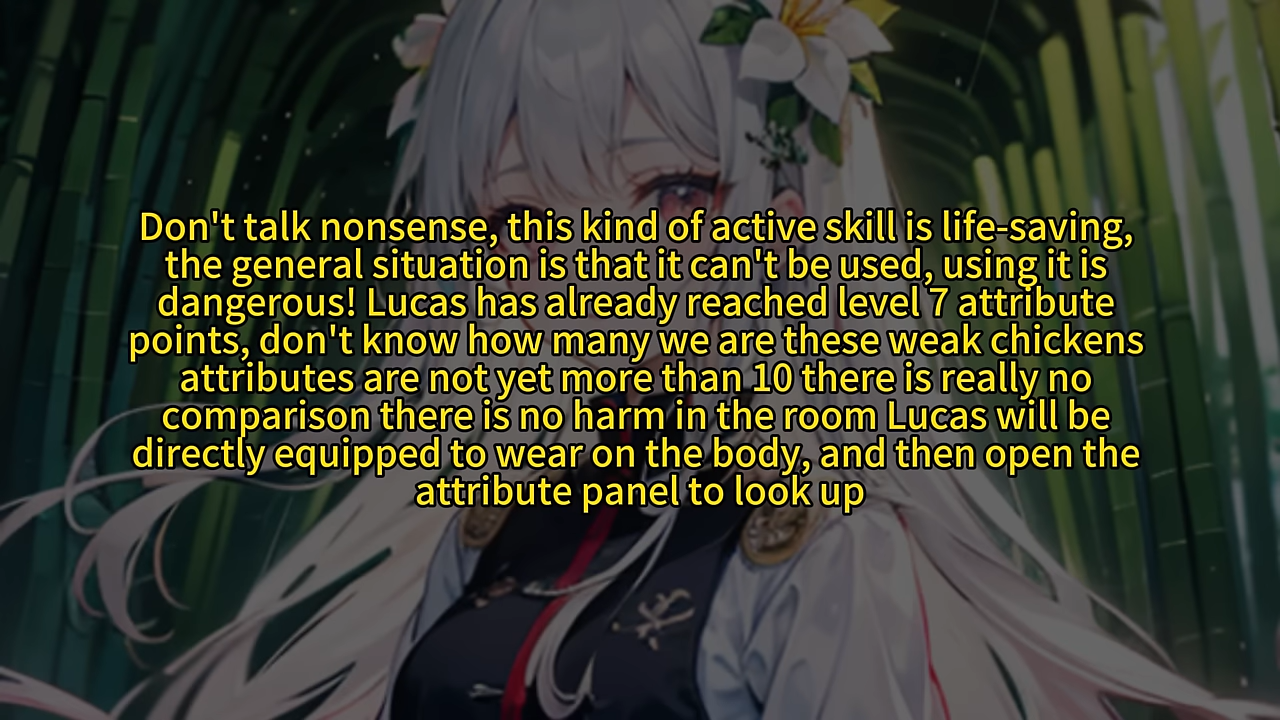 Don't talk nonsense, this kind of active skill is life-saving,
the general situation is that it can't be used, using it is
dangerous! Lucas has already reached level 7 attribute
points, don't know how many we are these weak chickens
attributes are not yet more than 10 there is really no
comparison there is no harm in the room Lucas will be
directly equipped to wear on the body, and then open the
attribute panel to look up